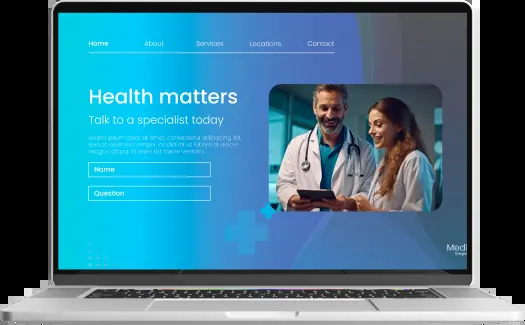 Home About Services Locations Contact
Health matters
Talk to a specialist today
Lorem ipsum dolor sit amet, consectetur adipiscing elit,
sed do eiusmod tempor incididunt ut labore et dolore
magna aliqua. Ut enim ad minim veniam.
Name
Question
Medi